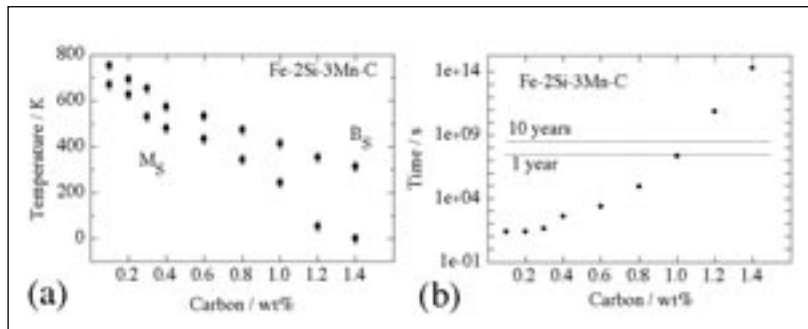 800
600
400
200
0
Temperature / K
Fe-2Si-3Mn-C
M_S
B_S
0.2 0.4 0.6 0.8 1.0 1.2 1.4
Carbon / wt%
(a)
1e+14
1e+09
1e+04
1e-01
Time / s
Fe-2Si-3Mn-C
10 years
1 year
0.2 0.4 0.6 0.8 1.0 1.2 1.4
Carbon / wt%
(b)